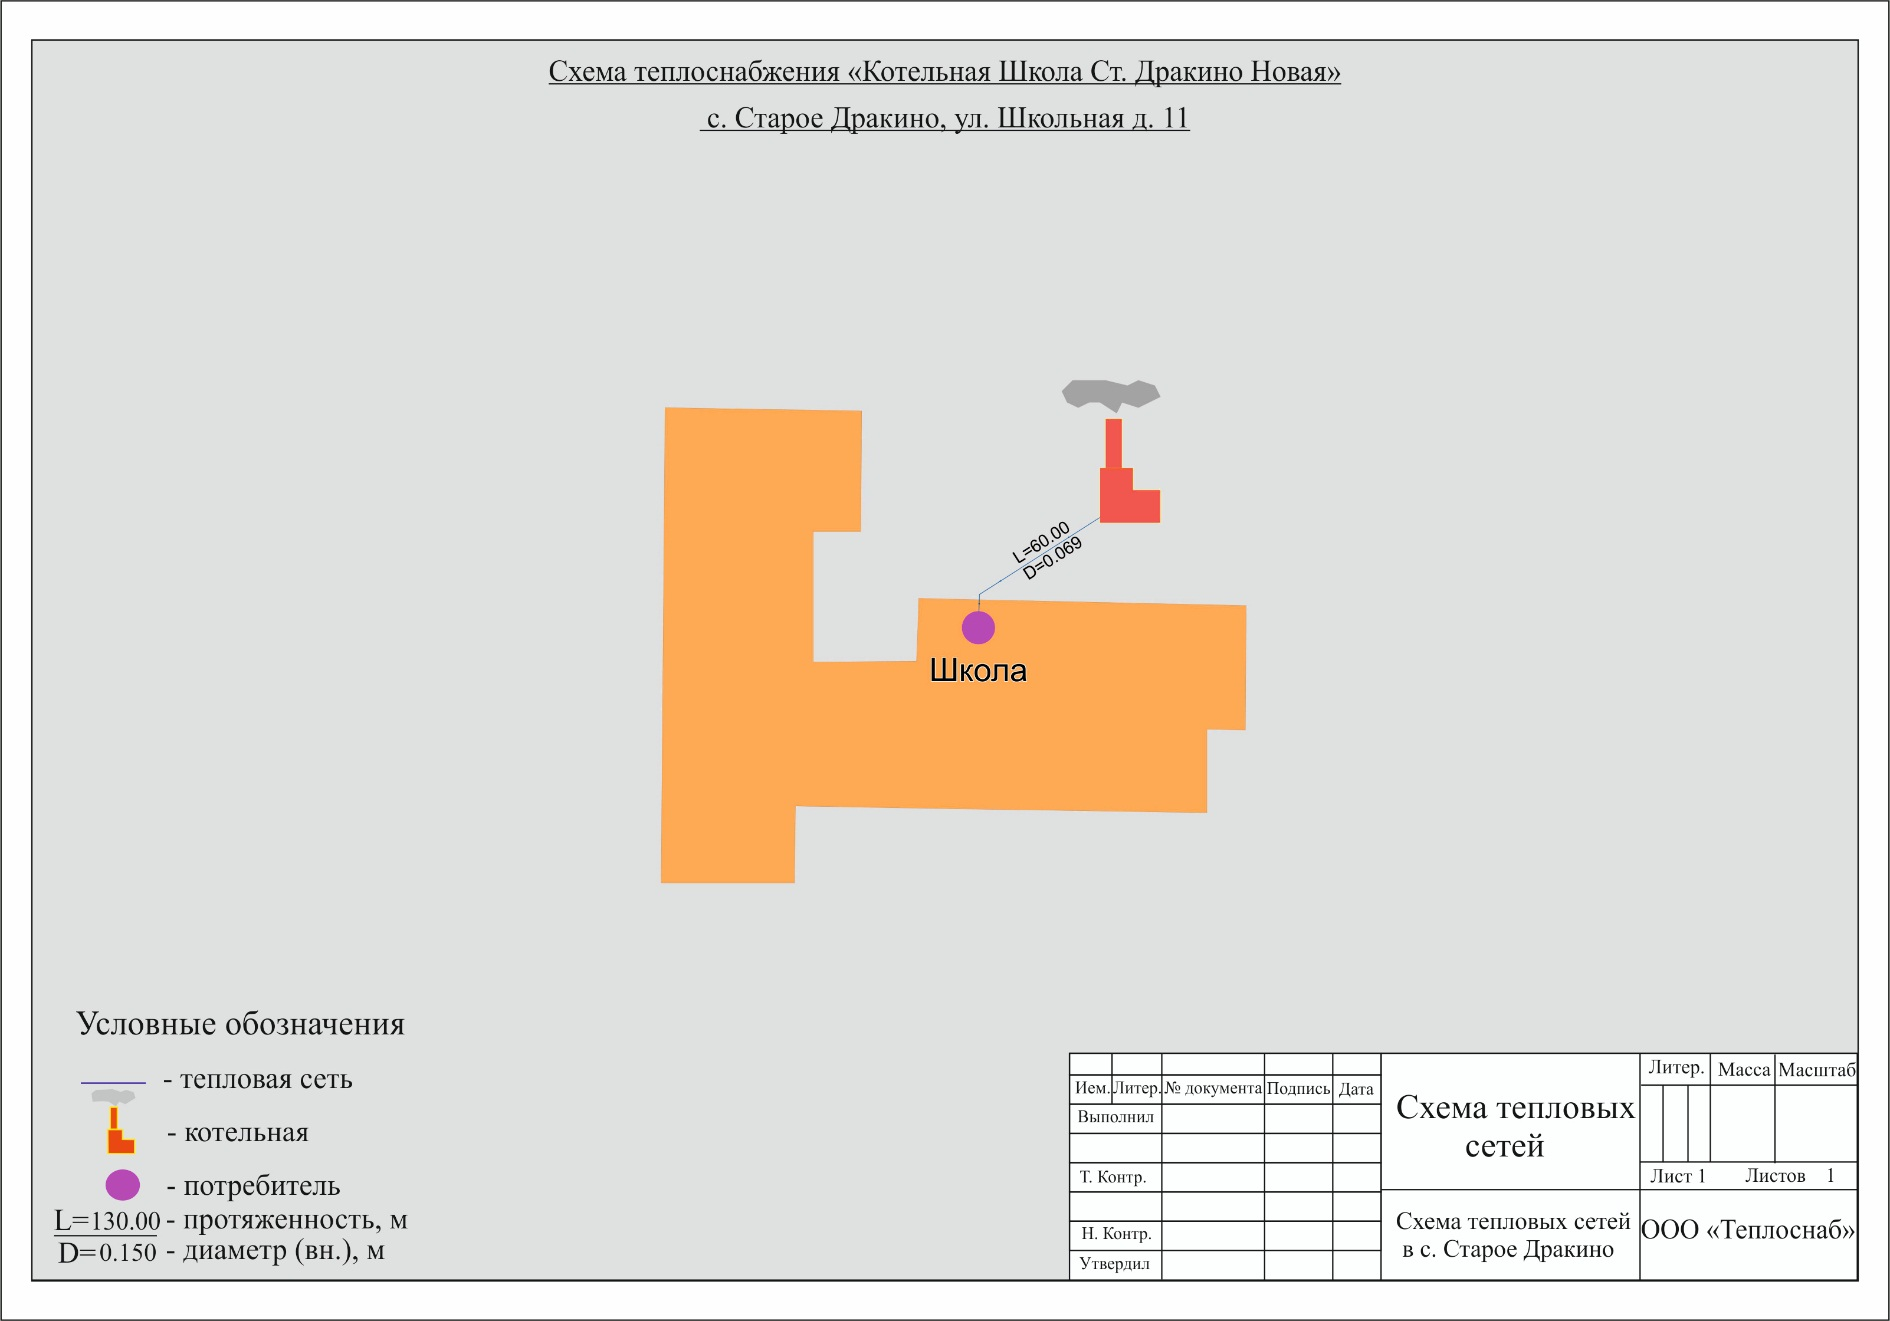 Схема теплоснабжения «Котельная Школа Ст. Дракино Новая»
с. Старое Дракино, ул. Школьная д. 11
L=60.00
D=0.069
Школа
Условные обозначения
- тепловая сеть
- котельная
- потребитель
L=130.00 - протяженность, м
D=0.150 - диаметр (вн.), м
Ием. Литер. № документа Подпись Дата
Выполнил
Т. Контр.
Н. Контр.
Утвердил
Схема тепловых
сетей
Схема тепловых сетей
в с. Старое Дракино
Литер. Масса Масштаб
Лист 1 Листов 1
ООО «Теплоснаб»